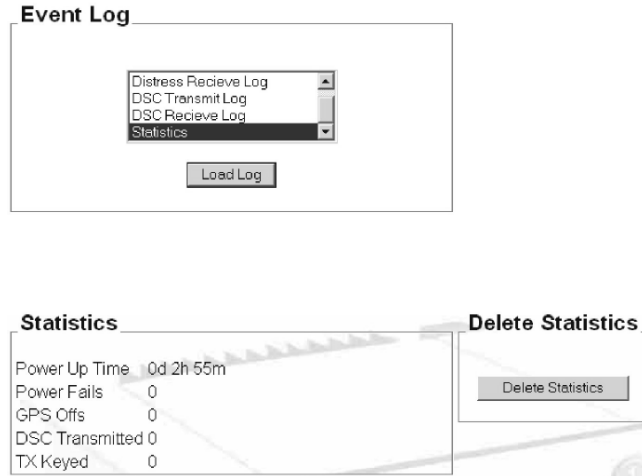 Event Log
Distress Recieve Log
DSC Transmit Log
DSC Recieve Log
Statistics
Load Log
Statistics
Power Up Time 0d 2h 55m
Power Fails 0
GPS Offs 0
DSC Transmitted 0
TX Keyed 0
Delete Statistics
Delete Statistics